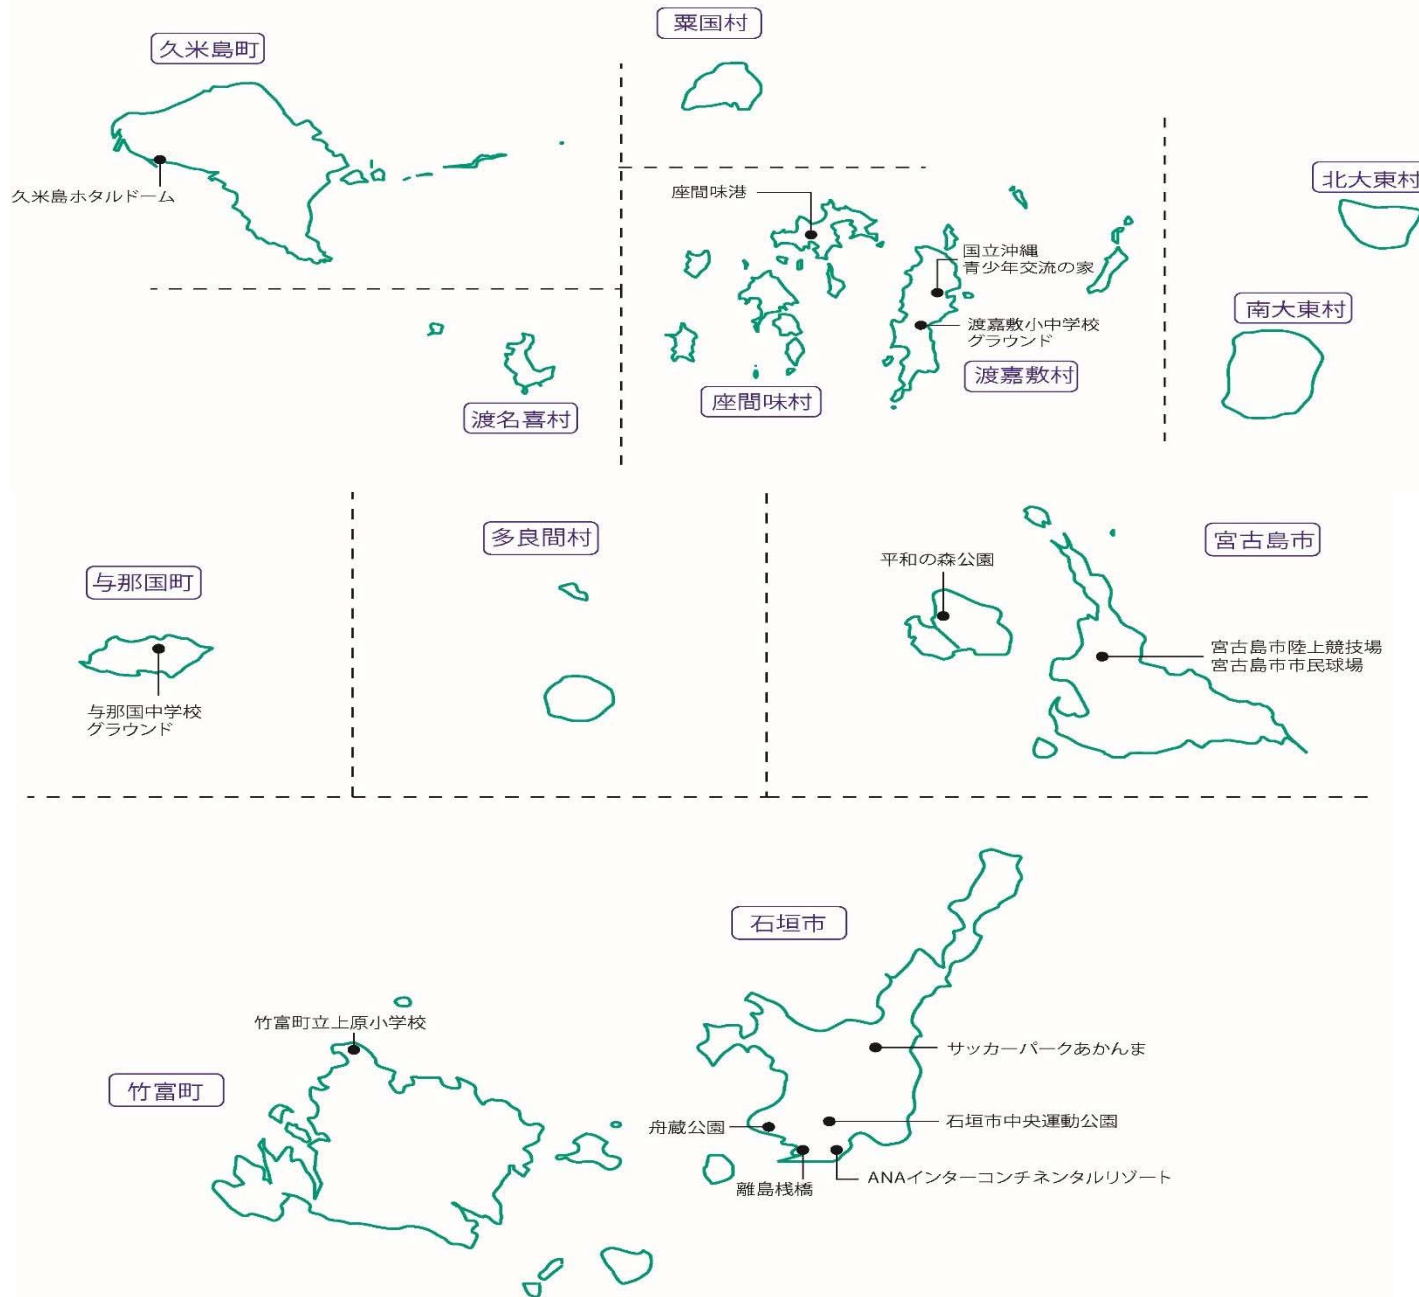 粟国村
久米島町
北大東村
座間味港
久米島ホタルドーム
国立沖縄
青少年交流の家
南大東村
渡嘉敷小中学校
グラウンド
渡嘉敷村
座間味村
渡名喜村
多良間村
宮古島市
平和の森公園
与那国町
宮古島市陸上競技場
宮古島市市民球場
与那国中学校
グラウンド
石垣市
竹富町立上原小学校
サッカーパークあかんま
竹富町
石垣市中央運動公園
舟蔵公園
ANAインターコンチネンタルリゾート
離島桟橋